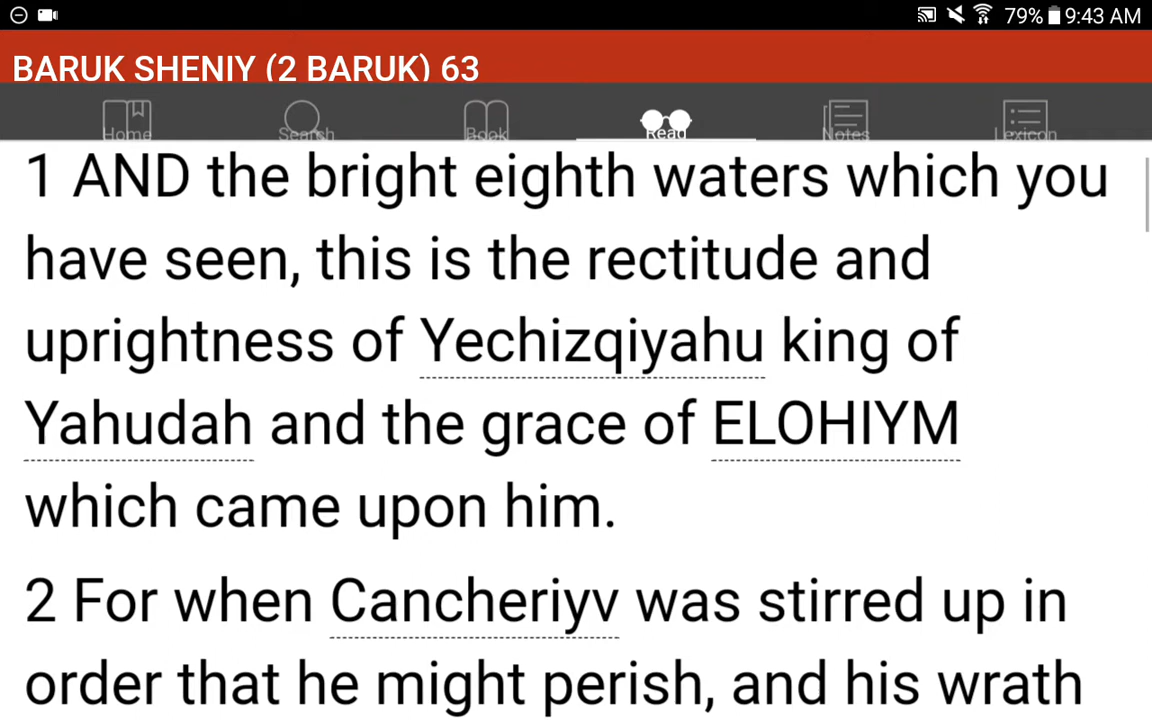 79% 9:43 AM
BARUK SHENIY (2 BARUK) 63
Home Search Book Read Notes Lexicon
1 AND the bright eighth waters which you
have seen, this is the rectitude and
uprightness of Yechizqiyahu king of
Yahudah and the grace of ELOHIYM
which came upon him.
2 For when Cancheriyv was stirred up in
order that he might perish, and his wrath